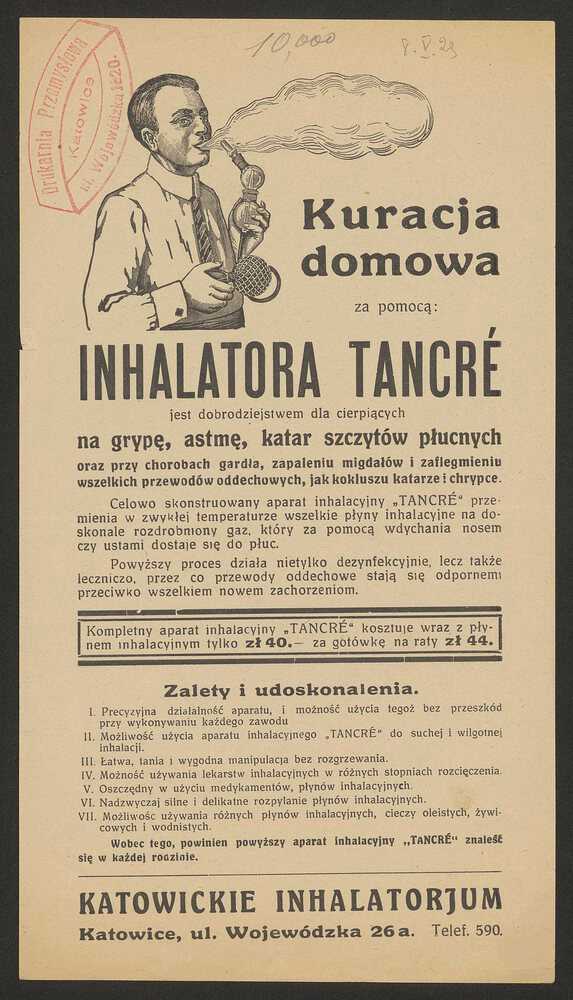 10,000
8. V. 29
Drukarnia Przemysłowa
Katowice
ul. Wojewódzka
Kuracja
domowa
za pomocą:
INHALATORA TANCRÉ
jest dobrodziejstwem dla cierpiących
na grypę, astmę, katar szczytów płucnych
oraz przy chorobach gardła, zapaleniu migdałów i zaflegmieniu
wszelkich przewodów oddechowych, jak kokluszu katarze i chrypce.
Celowo skonstruowany aparat inhalacyjny „TANCRÉ“ prze-
mienia w zwykłej temperaturze wszelkie płyny inhalacyjne na do-
skonale rozdrobniony gaz, który za pomocą wdychania nosem
czy ustami dostaje się do płuc.
Powyższy proces działa nietylko dezynfekcyjnie, lecz także
leczniczo, przez co przewody oddechowe stają się odpornemi
przeciwko wszelkiem nowem zachorzeniom.
Kompletny aparat inhalacyjny „TANCRÉ“ kosztuje wraz z pły-
nem inhalacyjnym tylko zł 40.— za gotówkę na raty zł 44.
Zalety i udoskonalenia.
I. Precyzyjna działalność aparatu, i możność użycia tegoż bez przeszkód
przy wykonywaniu każdego zawodu
II. Możliwość użycia aparatu inhalacyjnego „TANCRÉ“ do suchej i wilgotnej
inhalacji.
III. Łatwa, tania i wygodna manipulacja bez rozgrzewania.
IV. Możność używania lekarstw inhalacyjnych w różnych stopniach rozcięczenia.
V. Oszczędny w użyciu medykamentów, płynów inhalacyjnych.
VI. Nadzwyczaj silne i delikatne rozpylanie płynów inhalacyjnych.
VII. Możliwośc używania różnych płynów inhalacyjnych, cieczy oleistych, żywi-
cowych i wodnistych.
Wobec tego, powinien powyższy aparat inhalacyjny „TANCRÉ“ znaleść
się w każdej rodzinie.
KATOWICKIE INHALATORJUM
Katowice, ul. Wojewódzka 26a. Telef. 590.